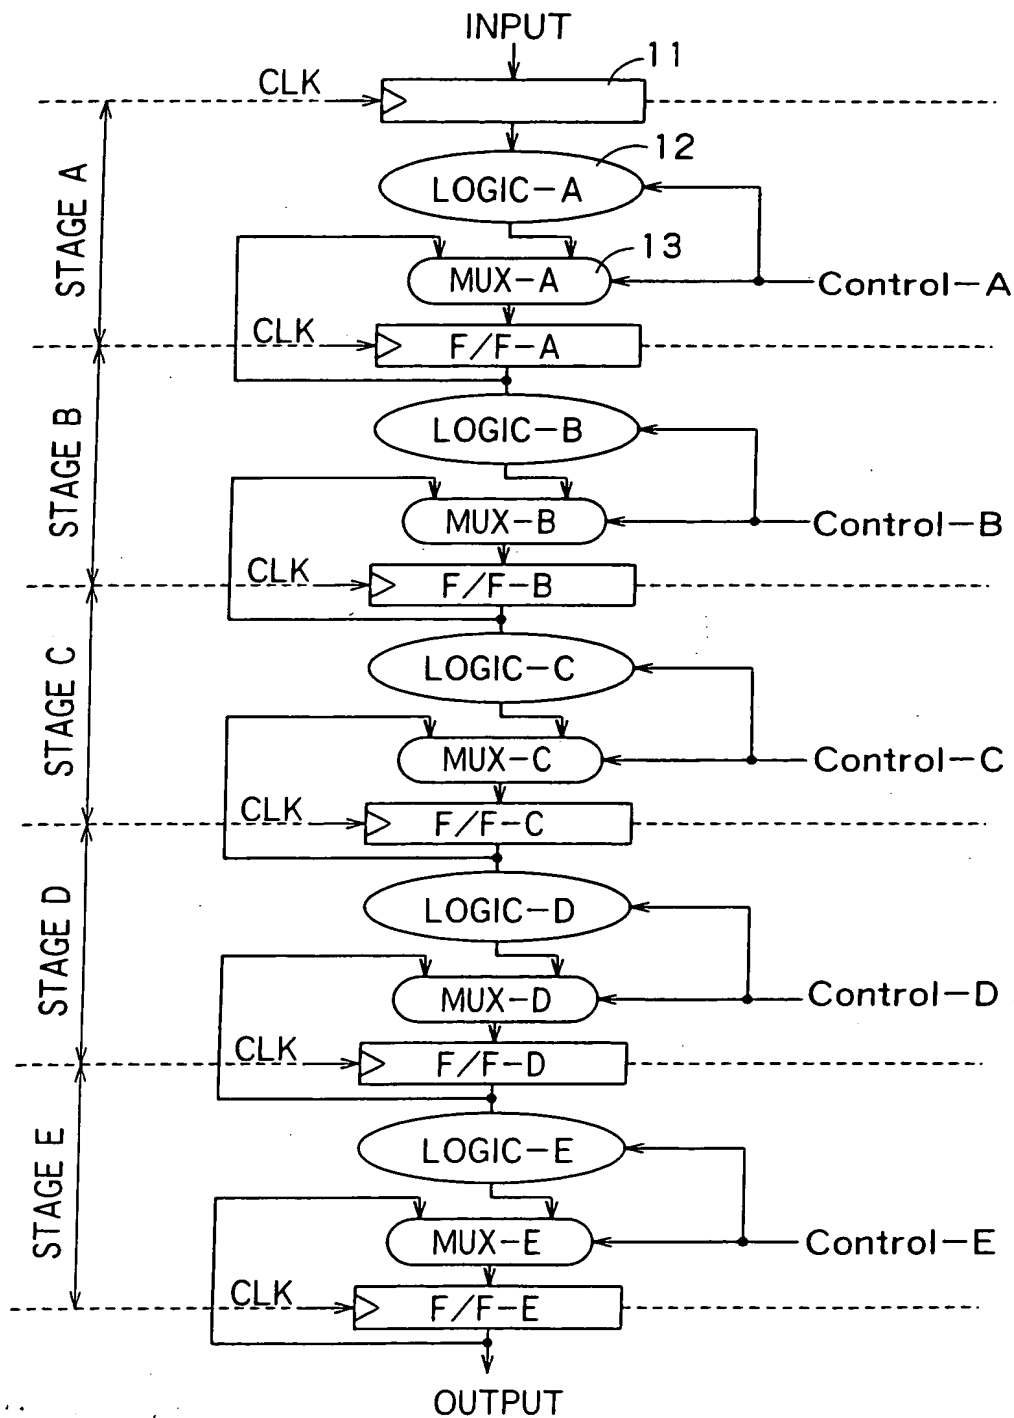 INPUT
11
CLK
12
LOGIC-A
STAGE A
13
MUX-A
Control-A
CLK
F/F-A
LOGIC-B
STAGE B
MUX-B
Control-B
CLK
F/F-B
LOGIC-C
STAGE C
MUX-C
Control-C
CLK
F/F-C
LOGIC-D
STAGE D
MUX-D
Control-D
CLK
F/F-D
LOGIC-E
STAGE E
MUX-E
Control-E
CLK
F/F-E
OUTPUT